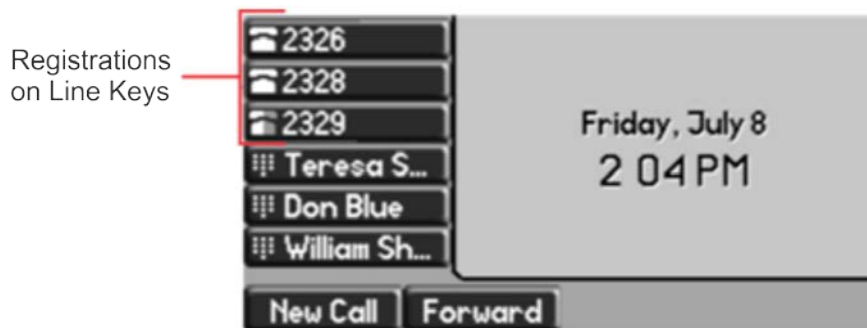 Registrations
on Line Keys
2326
2328
2329
Teresa S...
Don Blue
William Sh...
Friday, July 8
2 04 PM
New Call
Forward